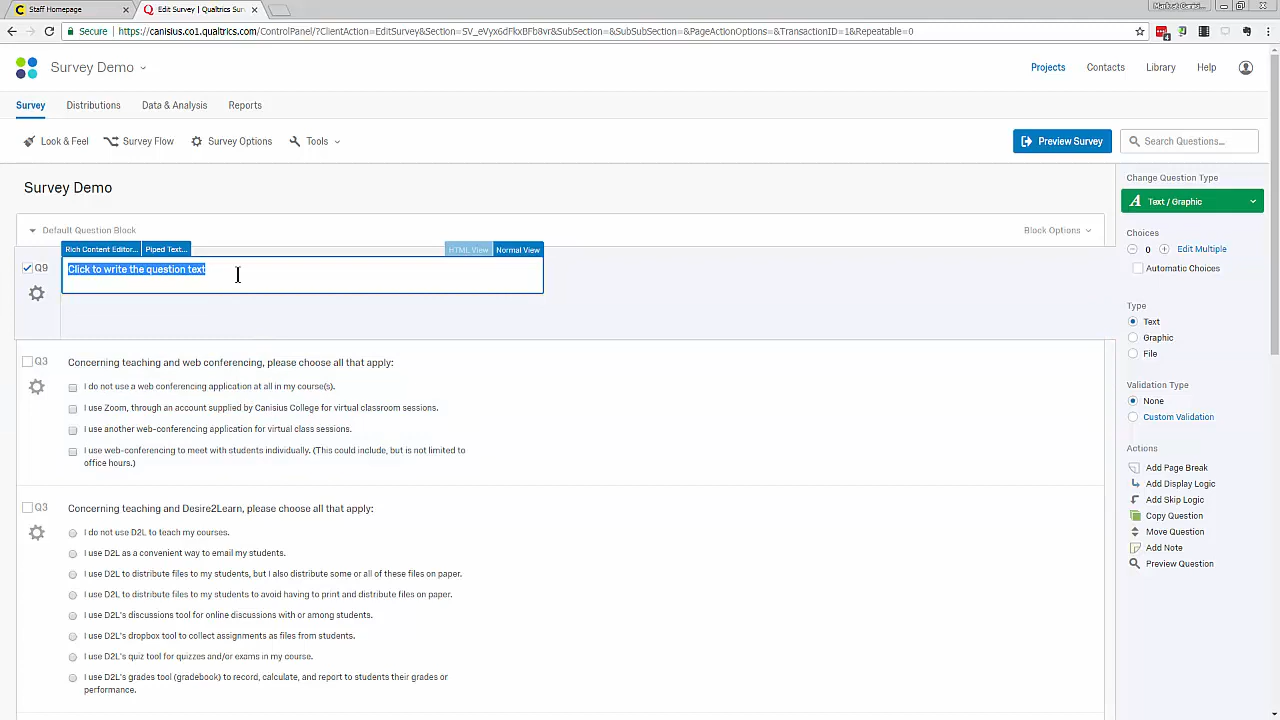 Staff Homepage
Edit Survey | Qualtrics Surv
Secure
https://canisius.co1.qualtrics.com/ControlPanel/?ClientAction=EditSurvey&Section=SV_eVyx6dFkoTrb8vr&SubSection=&SubSubSection=&PageActionOptions=&TransactionID=1&Repeatable=0
4
Survey Demo
Projects
Contacts
Library
Help
Survey
Distributions
Data & Analysis
Reports
Look & Feel
Survey Flow
Survey Options
Tools
Preview Survey
Search Questions...
Survey Demo
Default Question Block
Block Options
Rich Content Editor...
Piped Text...
HTML View
Normal View
Q9
Click to write the question text
Q3
Concerning teaching and web conferencing, please choose all that apply:
I do not use a web conferencing application at all in my course(s).
I use Zoom, through an account supplied by Canisius College for virtual classroom sessions.
I use another web-conferencing application for virtual class sessions.
I use web-conferencing to meet with students individually. (This could include, but is not limited to
office hours.)
Q3
Concerning teaching and Desire2Learn, please choose all that apply:
I do not use D2L to teach my courses.
I use D2L as a convenient way to email my students.
I use D2L to distribute files to my students, but I also distribute some or all of these files on paper.
I use D2L to distribute files to my students to avoid having to print and distribute files on paper.
I use D2L's discussions tool for online discussions with or among students.
I use D2L's dropbox tool to collect assignments as files from students.
I use D2L's quiz tool for quizzes and/or exams in my course.
I use D2L's grades tool (gradebook) to record, calculate, and report to students their grades or
performance.
Change Question Type
A Text / Graphic
Choices
0
Edit Multiple
Automatic Choices
Type
Text
Graphic
File
Validation Type
None
Custom Validation
Actions
Add Page Break
Add Display Logic
Add Skip Logic
Copy Question
Move Question
Add Note
Preview Question